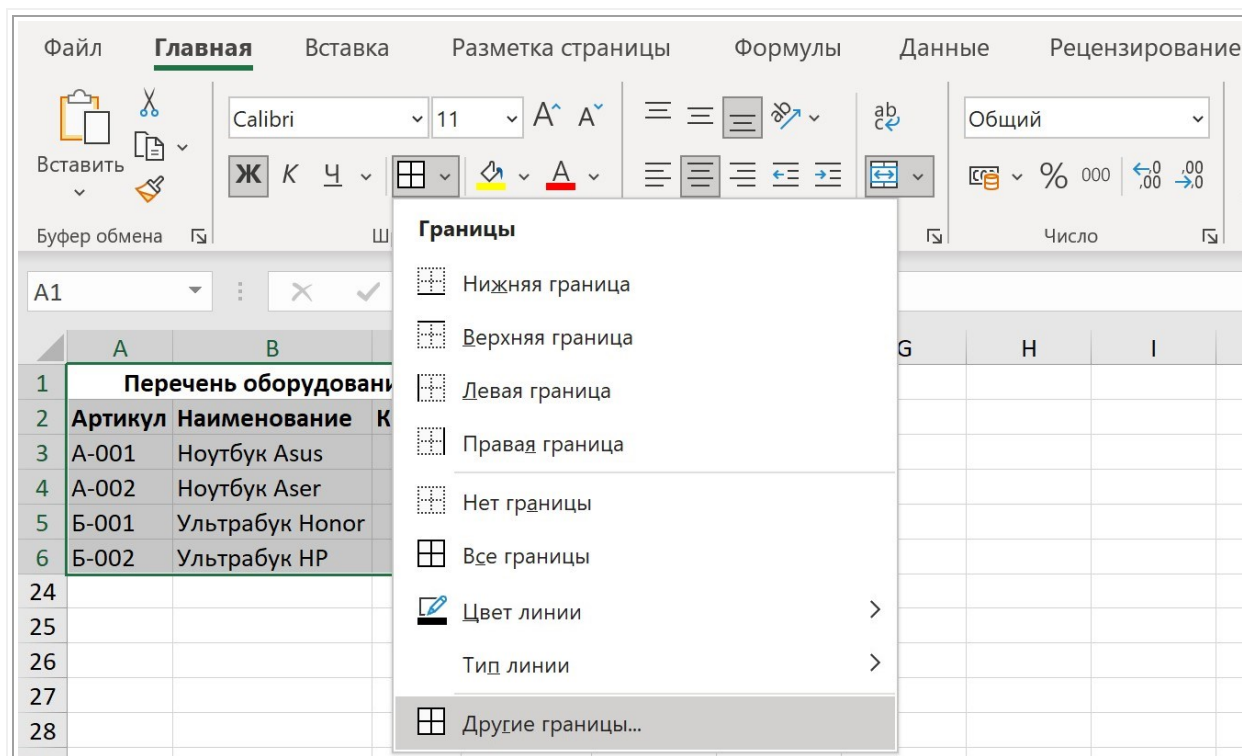 Файл Главная Вставка Разметка страницы Формулы Данные Рецензирование
Calibri 11 Общий
Вставить Ж К Ч % 000
Буфер обмена Число
A1
Границы
Нижняя граница
Верхняя граница
Левая граница
Правая граница
Нет границы
Все границы
Цвет линии
Тип линии
Другие границы...
A B G H I
1 Перечень оборудовани
2 Артикул Наименование К
3 А-001 Ноутбук Asus
4 А-002 Ноутбук Aser
5 Б-001 Ультрабук Honor
6 Б-002 Ультрабук HP
24
25
26
27
28